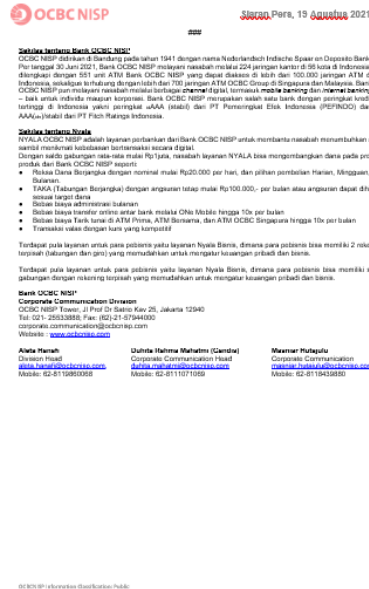 OCBC NISP
Siaran Pers, 19 Agustus 2021
###
Sekilas tentang Bank OCBC NISP
OCBC NISP didirikan di Bandung pada tahun 1941 dengan nama Nederlandsch Indische Spaar en Deposito Bank
Per tanggal 30 Juni 2021, Bank OCBC NISP melayani nasabah melalui 224 jaringan kantor di 56 kota di Indonesia
dilengkapi dengan 551 unit ATM Bank OCBC NISP yang dapat diakses di lebih dari 100.000 jaringan ATM d
Indonesia, sekaligus terhubung dengan lebih dari 700 jaringan ATM OCBC Group di Singapura dan Malaysia. Ban
OCBC NISP pun melayani nasabah melalui berbagai channel digital, termasuk mobile banking dan internet banking
– baik untuk individu maupun korporasi. Bank OCBC NISP merupakan salah satu bank dengan peringkat kredi
tertinggi di Indonesia yakni peringkat idAAA (stabil) dari PT Pemeringkat Efek Indonesia (PEFINDO) da
AAA(idn)/stabil dari PT Fitch Ratings Indonesia.
Sekilas tentang Nyala
NYALA OCBC NISP adalah layanan perbankan dari Bank OCBC NISP untuk membantu nasabah menumbuhkan
sambil menikmati kebebasan bertransaksi secara digital.
Dengan saldo gabungan rata-rata mulai Rp1juta, nasabah layanan NYALA bisa mengembangkan dana pada pro
produk dari Bank OCBC NISP seperti:
● Reksa Dana Berjangka dengan nominal mulai Rp20.000 per hari, dan pilihan pembelian Harian, Mingguan,
Bulanan.
● TAKA (Tabungan Berjangka) dengan angsuran tetap mulai Rp100.000,- per bulan atau angsuran dapat dih
sesuai target dana
● Bebas biaya administrasi bulanan
● Bebas biaya transfer online antar bank melalui ONe Mobile hingga 10x per bulan
● Bebas biaya Tarik tunai di ATM Prima, ATM Bersama, dan ATM OCBC Singapura hingga 10x per bulan
● Transaksi valas dengan kurs yang kompetitif
Terdapat pula layanan untuk para pebisnis yaitu layanan Nyala Bisnis, dimana para pebisnis bisa memiliki 2 reke
terpisah (tabungan dan giro) yang memudahkan untuk mengatur keuangan pribadi dan bisnis.
Terdapat pula layanan untuk para pebisnis yaitu layanan Nyala Bisnis, dimana para pebisnis bisa memiliki s
gabungan dengan rekening terpisah yang memudahkan untuk mengatur keuangan pribadi dan bisnis.
Bank OCBC NISP
Corporate Communication Division
OCBC NISP Tower, Jl Prof Dr Satrio Kav 25, Jakarta 12940
Tel: 021- 25533888; Fax: (62)-21-57944000
corporate.communication@ocbcnisp.com
Website : www.ocbcnisp.com
Aleta Hanafi Duhita Rahma Mahatmi (Gandra) Masniar Hutajulu
Division Head Corporate Communication Head Corporate Communication
aleta.hanafi@ocbcnisp.com, duhita.mahatmi@ocbcnisp.com masniar.hutajulu@ocbcnisp.com
Mobile: 62-8119860068 Mobile: 62-8111071069 Mobile: 62-8118439880
OCBC NISP Information Classification: Public